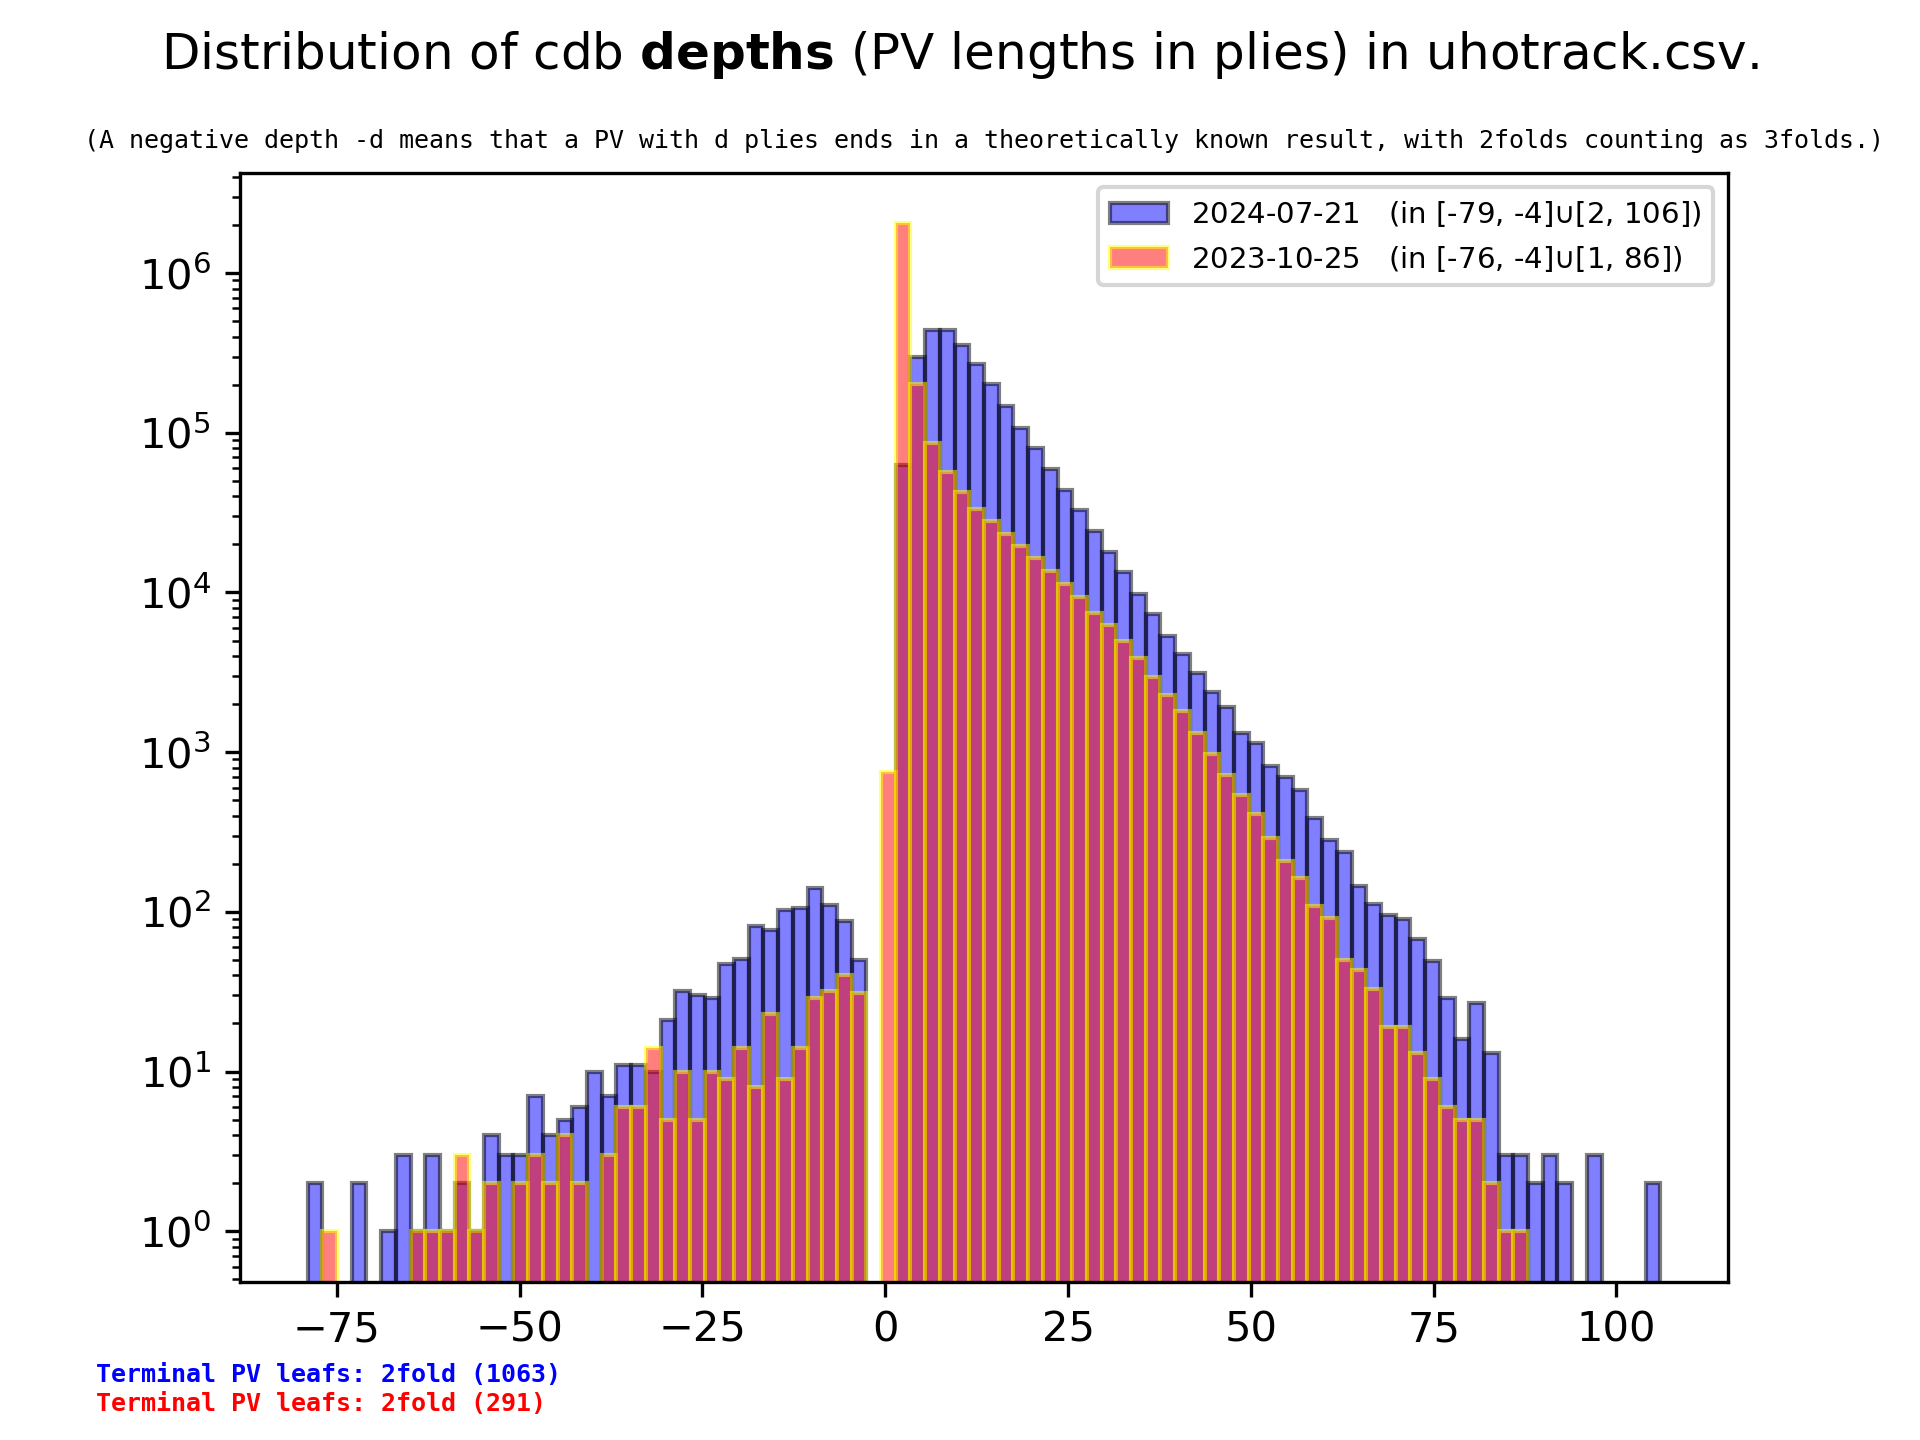 Distribution of cdb depths (PV lengths in plies) in uhotrack.csv.
(A negative depth -d means that a PV with d plies ends in a theoretically known result, with 2folds counting as 3folds.)
2024-07-21 (in [-79, -4]∪[2, 106])
2023-10-25 (in [-76, -4]∪[1, 86])
10⁶
10⁵
10⁴
10³
10²
10¹
10⁰
−75 −50 −25 0 25 50 75 100
Terminal PV leafs: 2fold (1063)
Terminal PV leafs: 2fold (291)